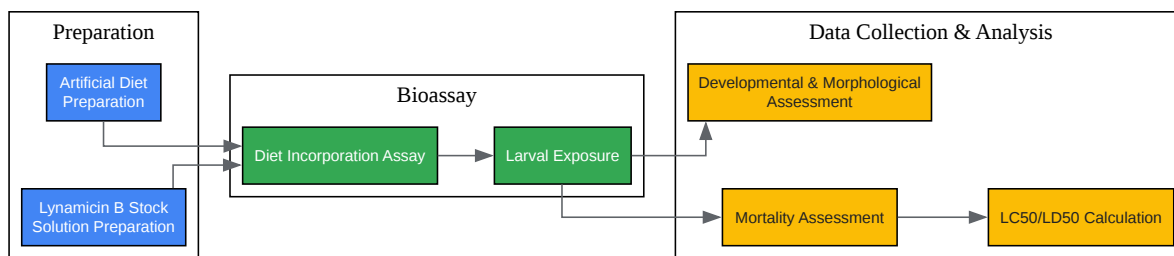 Preparation
Artificial Diet
Preparation
Lynamicin B Stock
Solution Preparation
Bioassay
Diet Incorporation Assay
Larval Exposure
Data Collection & Analysis
Developmental & Morphological
Assessment
Mortality Assessment
LC50/LD50 Calculation